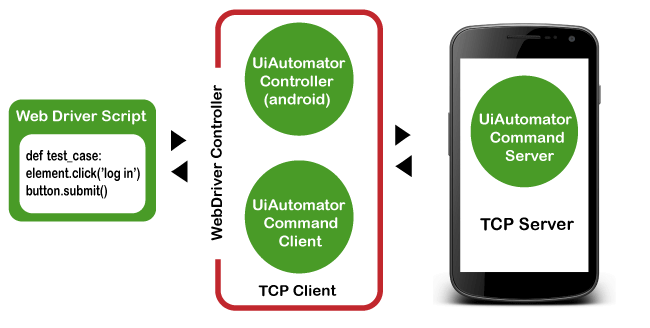 Web Driver Script
def test_case:
element.click('log in')
button.submit()
WebDriver Controller
UiAutomator
Controller
(android)
UiAutomator
Command
Client
TCP Client
UiAutomator
Command
Server
TCP Server